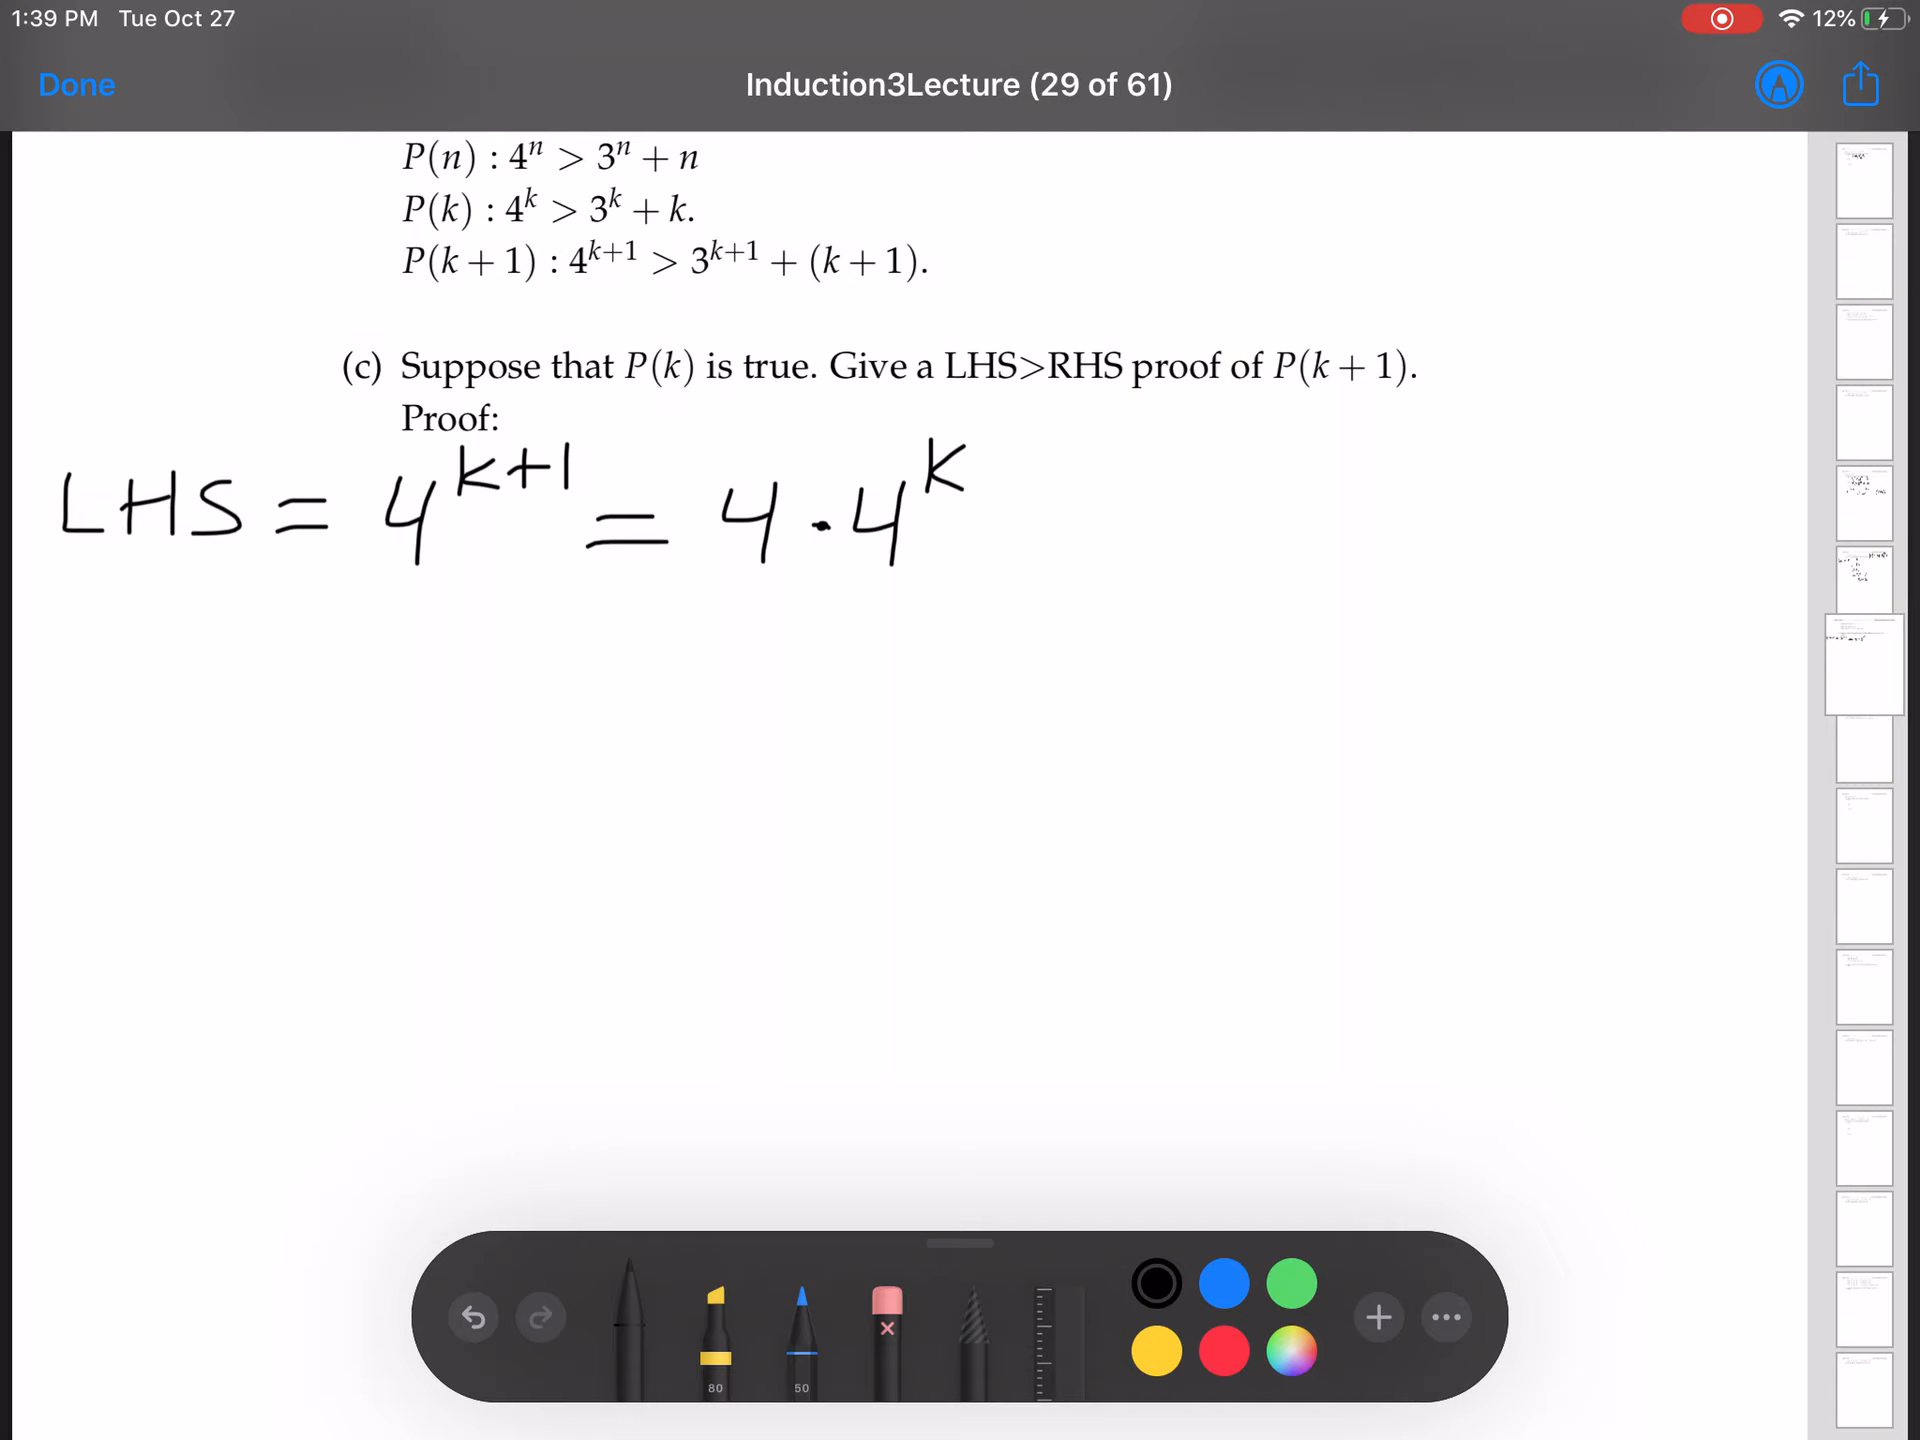 1:39 PM Tue Oct 27 12%
Done Induction3Lecture (29 of 61)
P(n) : 4ⁿ > 3ⁿ + n
P(k) : 4ᵏ > 3ᵏ + k.
P(k + 1) : 4ᵏ⁺¹ > 3ᵏ⁺¹ + (k + 1).
(c) Suppose that P(k) is true. Give a LHS>RHS proof of P(k + 1).
Proof:
LHS = 4ᵏ⁺¹ = 4 · 4ᵏ
80 50